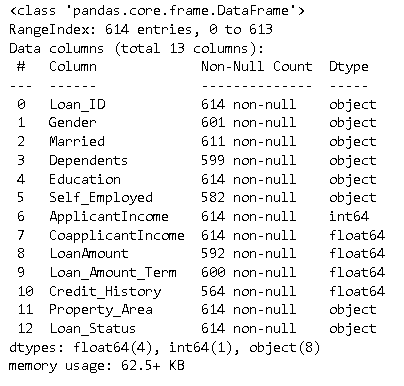 <class 'pandas.core.frame.DataFrame'>
RangeIndex: 614 entries, 0 to 613
Data columns (total 13 columns):
 #   Column             Non-Null Count  Dtype
---  ------             --------------  -----
 0   Loan_ID            614 non-null    object
 1   Gender             601 non-null    object
 2   Married            611 non-null    object
 3   Dependents         599 non-null    object
 4   Education          614 non-null    object
 5   Self_Employed      582 non-null    object
 6   ApplicantIncome    614 non-null    int64
 7   CoapplicantIncome  614 non-null    float64
 8   LoanAmount         592 non-null    float64
 9   Loan_Amount_Term   600 non-null    float64
 10  Credit_History     564 non-null    float64
 11  Property_Area      614 non-null    object
 12  Loan_Status        614 non-null    object
dtypes: float64(4), int64(1), object(8)
memory usage: 62.5+ KB